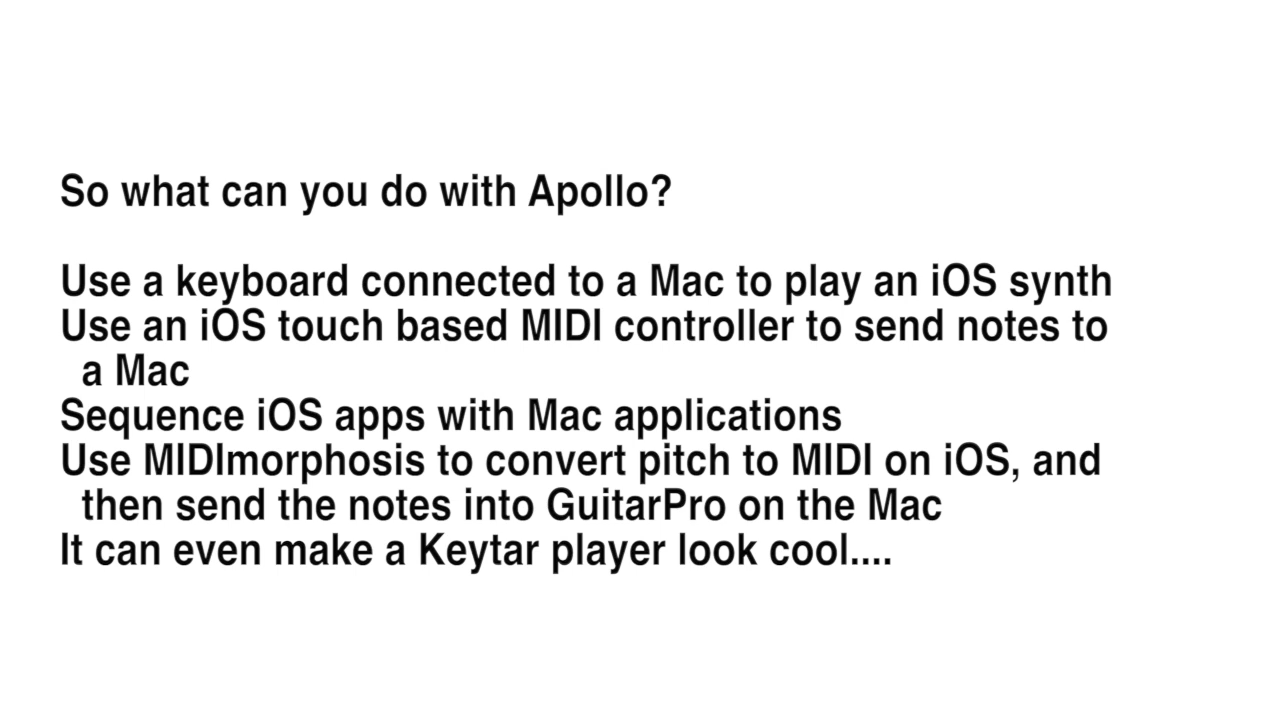 So what can you do with Apollo?
Use a keyboard connected to a Mac to play an iOS synth
Use an iOS touch based MIDI controller to send notes to
a Mac
Sequence iOS apps with Mac applications
Use MIDImorphosis to convert pitch to MIDI on iOS, and
then send the notes into GuitarPro on the Mac
It can even make a Keytar player look cool....